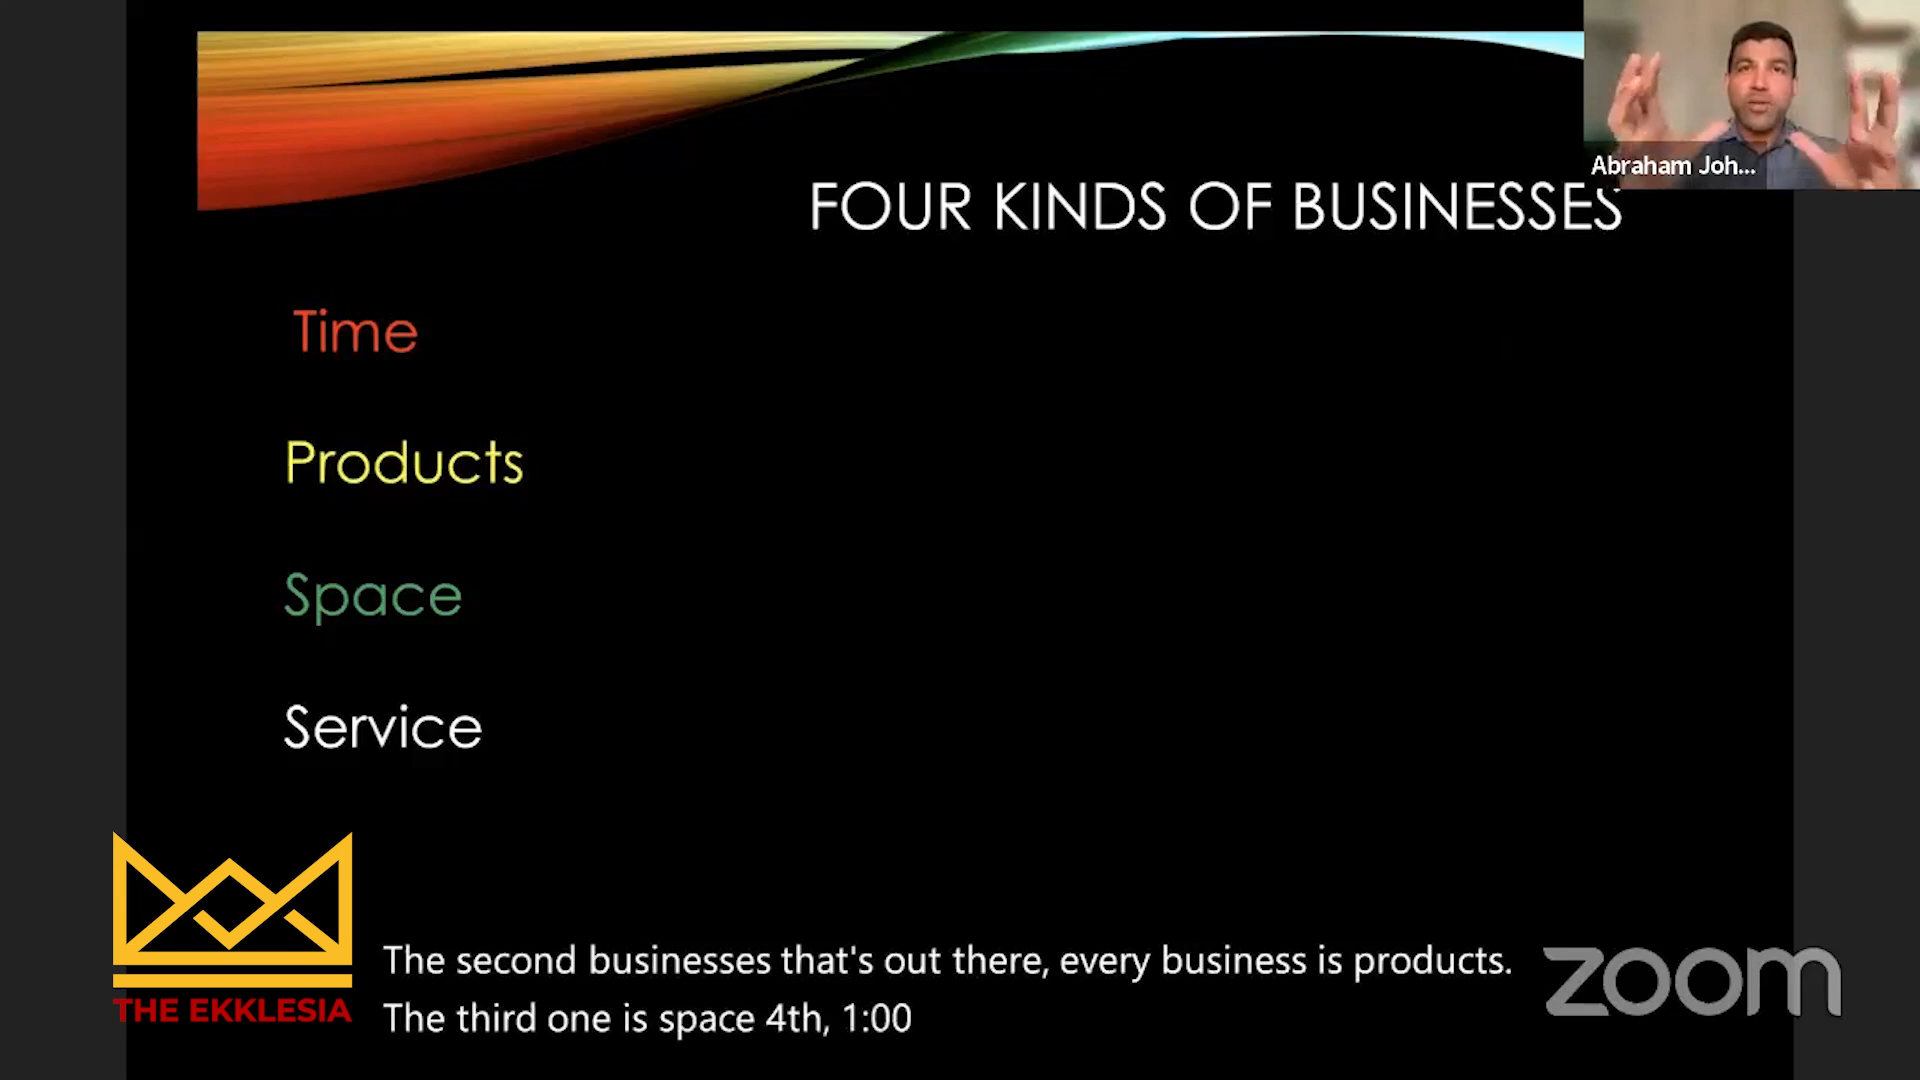 Abraham Joh...
FOUR KINDS OF BUSINESSES
Time
Products
Space
Service
THE EKKLESIA
The second businesses that's out there, every business is products.
The third one is space 4th, 1:00
zoom